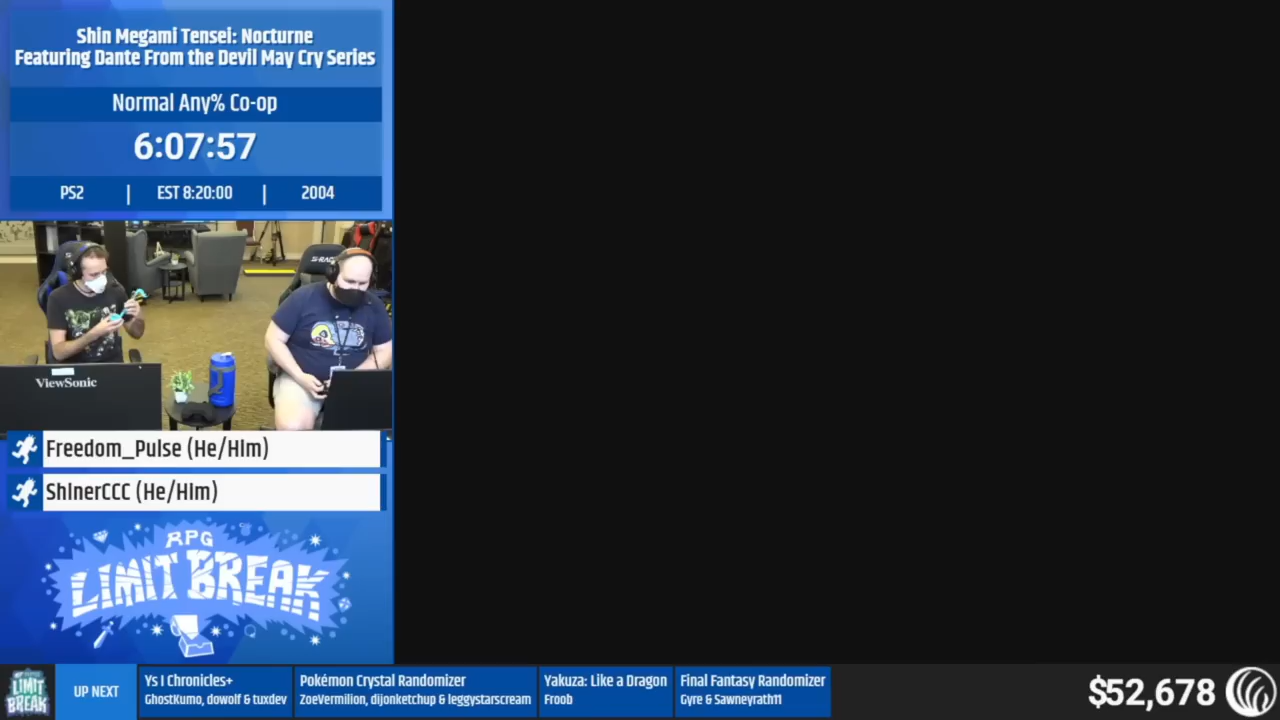 Shin Megami Tensei: Nocturne
Featuring Dante From the Devil May Cry Series
Normal Any% Co-op
6:07:57
PS2 | EST 8:20:00 | 2004
ViewSonic
Freedom_Pulse (He/Him)
ShinerCCC (He/Him)
RPG
LIMIT BREAK
LIMIT
BREAK
UP NEXT
Ys I Chronicles+
GhostKumo, dowolf & tuxdev
Pokémon Crystal Randomizer
ZoeVermilion, dijonketchup & leggystarscream
Yakuza: Like a Dragon
Froob
Final Fantasy Randomizer
Gyre & Sawneyrath11
$52,678